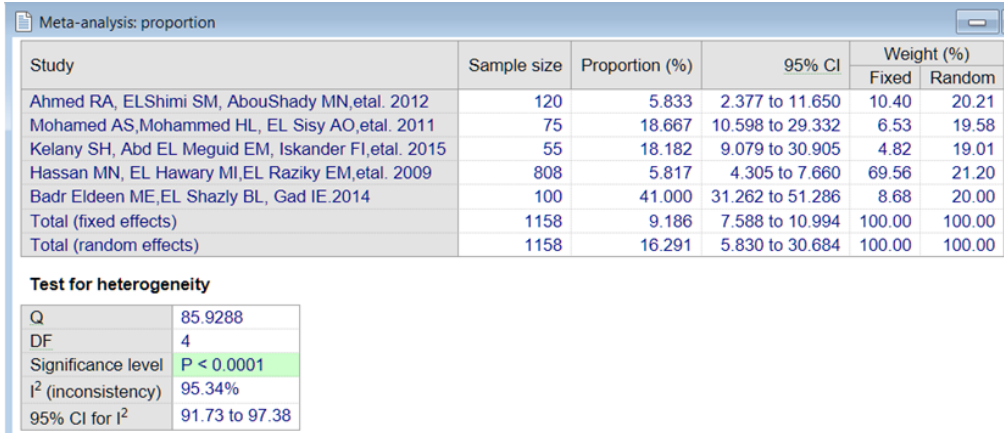 Meta-analysis: proportion
Study Sample size Proportion (%) 95% CI Weight (%)
Fixed Random
Ahmed RA, ELShimi SM, AbouShady MN,etal. 2012 120 5.833 2.377 to 11.650 10.40 20.21
Mohamed AS,Mohammed HL, EL Sisy AO,etal. 2011 75 18.667 10.598 to 29.332 6.53 19.58
Kelany SH, Abd EL Meguid EM, Iskander FI,etal. 2015 55 18.182 9.079 to 30.905 4.82 19.01
Hassan MN, EL Hawary MI,EL Raziky EM,etal. 2009 808 5.817 4.305 to 7.660 69.56 21.20
Badr Eldeen ME,EL Shazly BL, Gad IE.2014 100 41.000 31.262 to 51.286 8.68 20.00
Total (fixed effects) 1158 9.186 7.588 to 10.994 100.00 100.00
Total (random effects) 1158 16.291 5.830 to 30.684 100.00 100.00
Test for heterogeneity
Q 85.9288
DF 4
Significance level P < 0.0001
I² (inconsistency) 95.34%
95% CI for I² 91.73 to 97.38